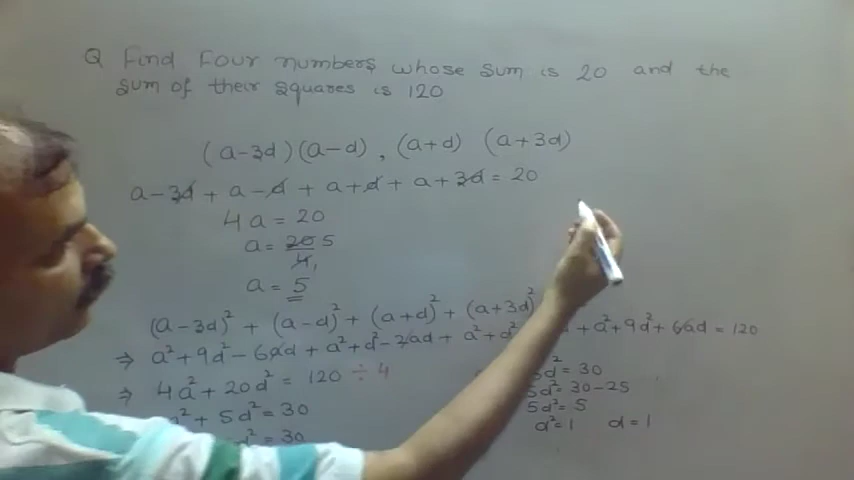 Q Find Four numbers whose sum is 20 and the
sum of their squares is 120
(a-3d)(a-d), (a+d) (a+3d)
a-3d + a-d + a+d + a+3d = 20
4a = 20
a = 20/4 5 1
a = 5
(a-3d)² + (a-d)² + (a+d)² + (a+3d)²
⇒ a²+9d²-6ad + a²+d²-2ad + a²+d² + a²+9d²+6ad = 120
⇒ 4a²+20d² = 120 ÷ 4
a²+5d²=30
d²=30
5d²=30
5d²=30-25
5d²=5
d²=1 d=1